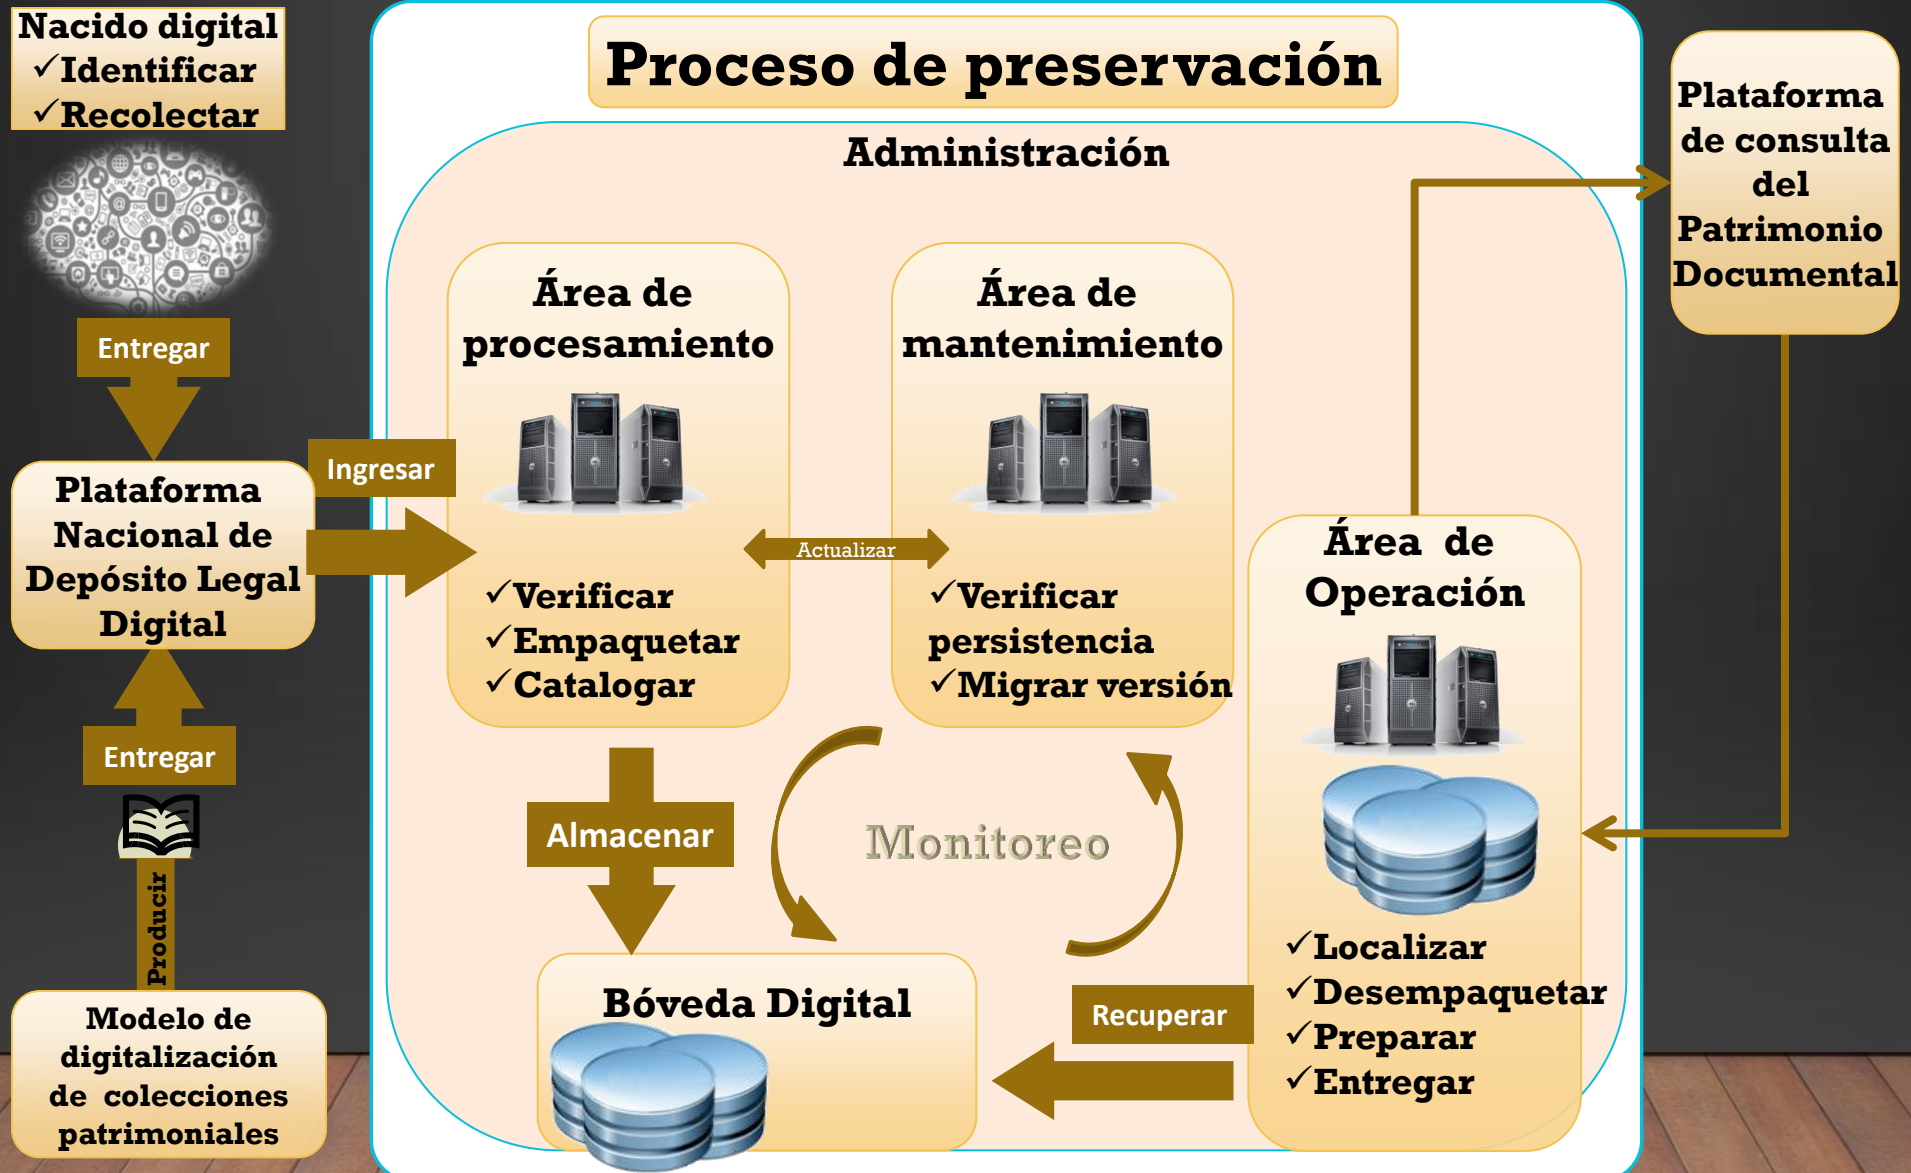 Nacido digital
✓Identificar
✓Recolectar
Entregar
Plataforma
Nacional de
Depósito Legal
Digital
Entregar
Producir
Modelo de
digitalización
de colecciones
patrimoniales
Ingresar
Proceso de preservación
Administración
Área de
procesamiento
✓Verificar
✓Empaquetar
✓Catalogar
Actualizar
Área de
mantenimiento
✓Verificar
persistencia
✓Migrar versión
Almacenar
Monitoreo
Bóveda Digital
Recuperar
Área de
Operación
✓Localizar
✓Desempaquetar
✓Preparar
✓Entregar
Plataforma
de consulta
del
Patrimonio
Documental